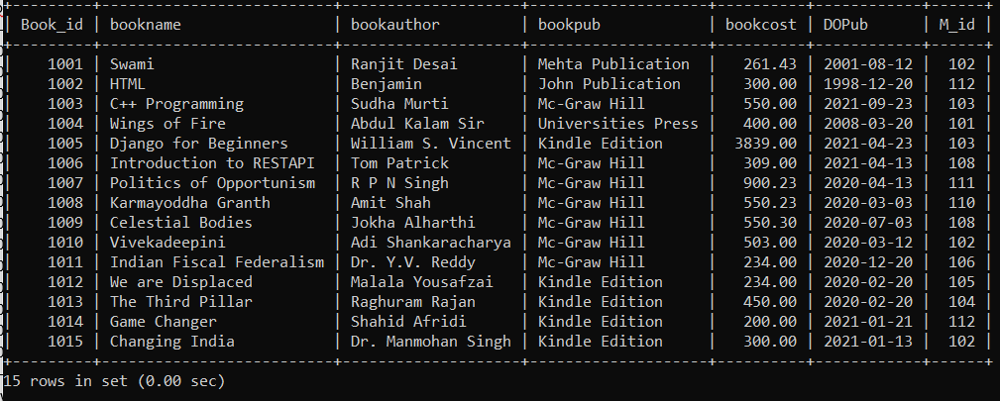 +---------+---------------------------+--------------------+--------------------+----------+------------+------+
| Book_id | bookname                  | bookauthor         | bookpub            | bookcost | DOPub      | M_id |
+---------+---------------------------+--------------------+--------------------+----------+------------+------+
|    1001 | Swami                     | Ranjit Desai       | Mehta Publication  |   261.43 | 2001-08-12 |  102 |
|    1002 | HTML                      | Benjamin           | John Publication   |   300.00 | 1998-12-20 |  112 |
|    1003 | C++ Programming           | Sudha Murti        | Mc-Graw Hill       |   550.00 | 2021-09-23 |  103 |
|    1004 | Wings of Fire             | Abdul Kalam Sir    | Universities Press |   400.00 | 2008-03-20 |  101 |
|    1005 | Django for Beginners      | William S. Vincent | Kindle Edition     |  3839.00 | 2021-04-23 |  103 |
|    1006 | Introduction to RESTAPI   | Tom Patrick        | Mc-Graw Hill       |   309.00 | 2021-04-13 |  108 |
|    1007 | Politics of Opportunism   | R P N Singh        | Mc-Graw Hill       |   900.23 | 2020-04-13 |  111 |
|    1008 | Karmayoddha Granth        | Amit Shah          | Mc-Graw Hill       |   550.23 | 2020-03-03 |  110 |
|    1009 | Celestial Bodies          | Jokha Alharthi     | Mc-Graw Hill       |   550.30 | 2020-07-03 |  108 |
|    1010 | Vivekadeepini             | Adi Shankaracharya | Mc-Graw Hill       |   503.00 | 2020-03-12 |  102 |
|    1011 | Indian Fiscal Federalism  | Dr. Y.V. Reddy     | Mc-Graw Hill       |   234.00 | 2020-12-20 |  106 |
|    1012 | We are Displaced          | Malala Yousafzai   | Kindle Edition     |   234.00 | 2020-02-20 |  105 |
|    1013 | The Third Pillar          | Raghuram Rajan     | Kindle Edition     |   450.00 | 2020-02-20 |  104 |
|    1014 | Game Changer              | Shahid Afridi      | Kindle Edition     |   200.00 | 2021-01-21 |  112 |
|    1015 | Changing India            | Dr. Manmohan Singh | Kindle Edition     |   300.00 | 2021-01-13 |  102 |
+---------+---------------------------+--------------------+--------------------+----------+------------+------+
15 rows in set (0.00 sec)